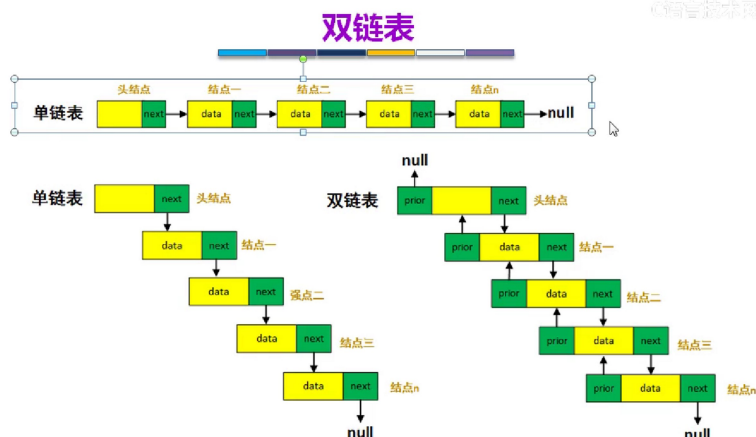 双链表
头结点 结点一 结点二 结点三 结点n
单链表 next data next data next data next data next null
单链表 next 头结点
data next 结点一
data next 强点二
data next 结点三
data next 结点n
null
null
双链表 prior next 头结点
prior data next 结点一
prior data next 结点二
prior data next 结点三
prior data next 结点n
null